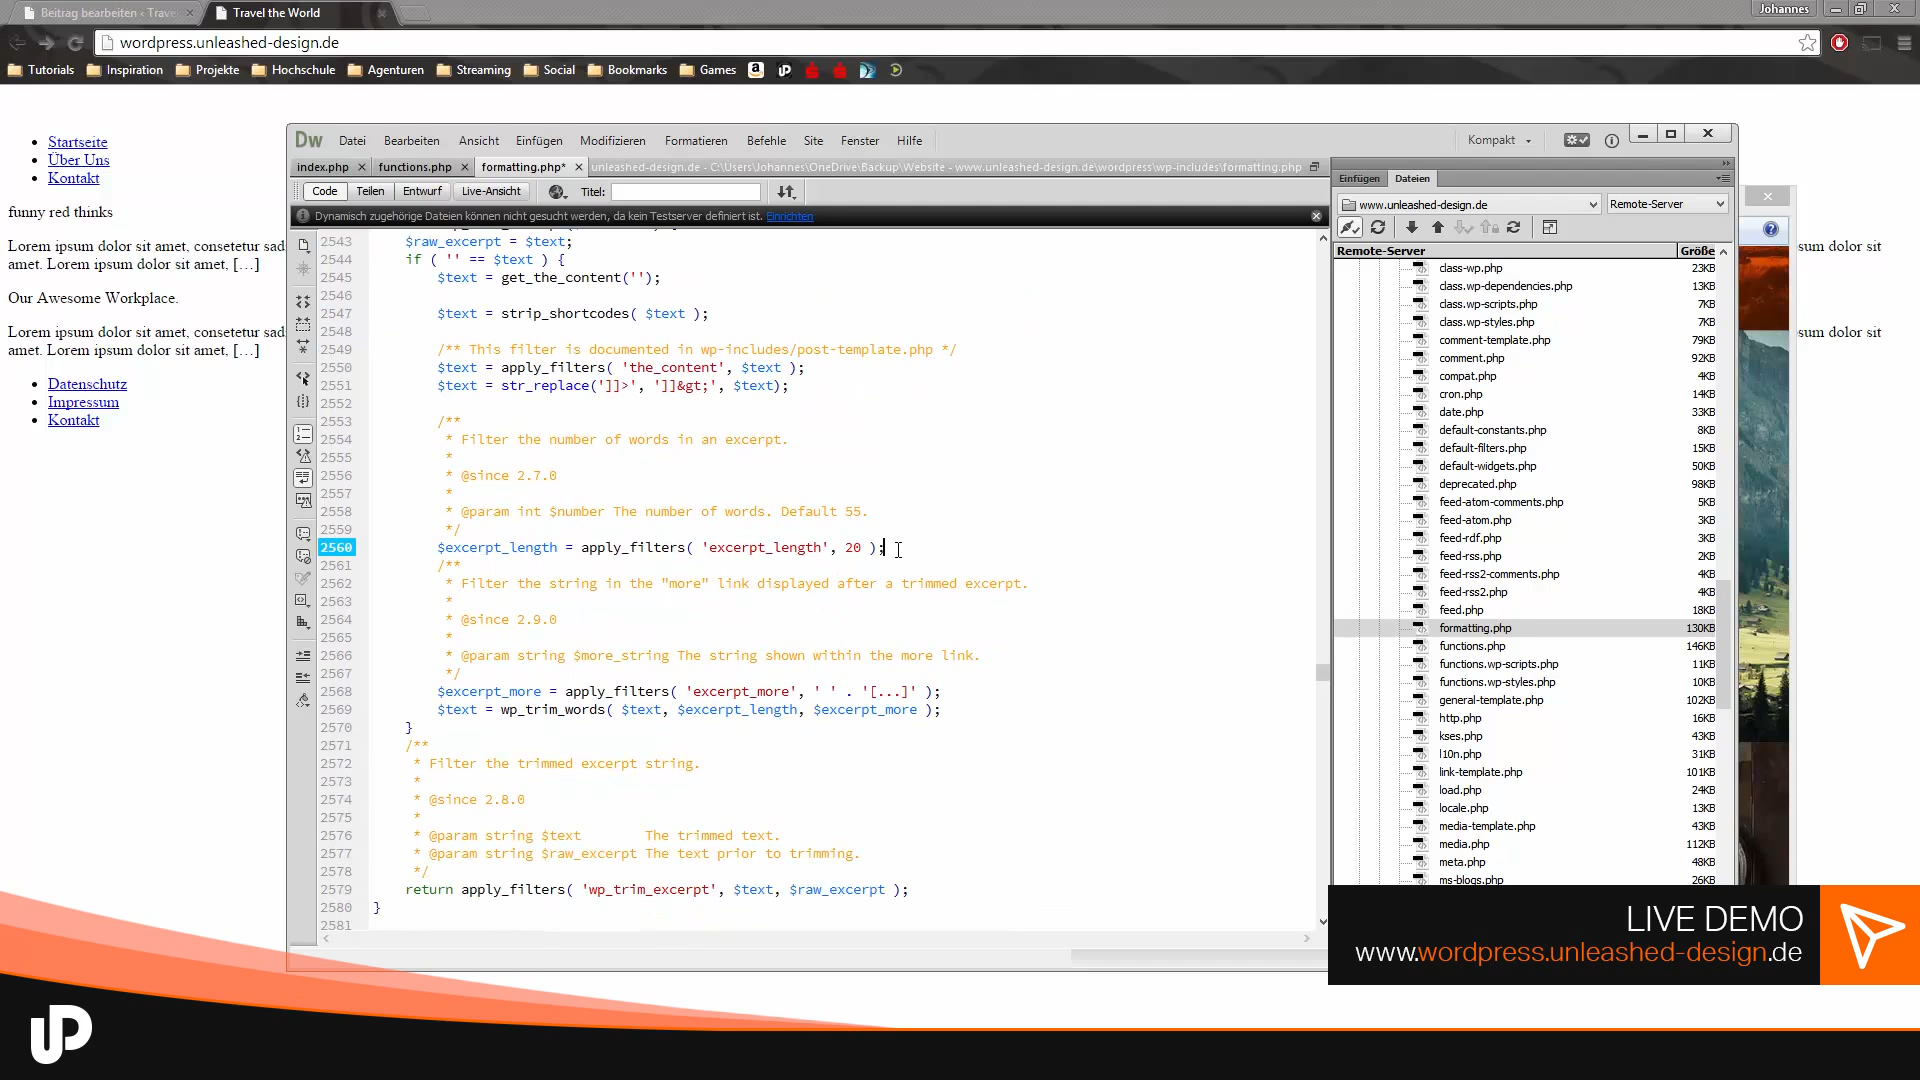 Beitrag bearbeiten ‹ Trave
Travel the World
Johannes
wordpress.unleashed-design.de
Tutorials
Inspiration
Projekte
Hochschule
Agenturen
Streaming
Social
Bookmarks
Games
Startseite
Über Uns
Kontakt
funny red thinks
Lorem ipsum dolor sit amet, consetetur sad
sum dolor sit
amet. Lorem ipsum dolor sit amet, […]
Our Awesome Workplace.
Lorem ipsum dolor sit amet, consetetur sad
sum dolor sit
amet. Lorem ipsum dolor sit amet, […]
Datenschutz
Impressum
Kontakt
Dw
Datei Bearbeiten Ansicht Einfügen Modifizieren Formatieren Befehle Site Fenster Hilfe
Kompakt
index.php functions.php formatting.php*
unleashed-design.de - C:\Users\Johannes\OneDrive\Backup\Website - www.unleashed-design.de\wordpress\wp-includes\formatting.php
Code Teilen Entwurf Live-Ansicht Titel:
Dynamisch zugehörige Dateien können nicht gesucht werden, da kein Testserver definiert ist. Einrichten
2543 $raw_excerpt = $text;
2544 if ( '' == $text ) {
2545 $text = get_the_content('');
2546
2547 $text = strip_shortcodes( $text );
2548
2549 /** This filter is documented in wp-includes/post-template.php */
2550 $text = apply_filters( 'the_content', $text );
2551 $text = str_replace(']]>', ']]&gt;', $text);
2552
2553 /**
2554 * Filter the number of words in an excerpt.
2555 *
2556 * @since 2.7.0
2557 *
2558 * @param int $number The number of words. Default 55.
2559 */
2560 $excerpt_length = apply_filters( 'excerpt_length', 20 );
2561 /**
2562 * Filter the string in the "more" link displayed after a trimmed excerpt.
2563 *
2564 * @since 2.9.0
2565 *
2566 * @param string $more_string The string shown within the more link.
2567 */
2568 $excerpt_more = apply_filters( 'excerpt_more', ' ' . '[...]' );
2569 $text = wp_trim_words( $text, $excerpt_length, $excerpt_more );
2570 }
2571 /**
2572 * Filter the trimmed excerpt string.
2573 *
2574 * @since 2.8.0
2575 *
2576 * @param string $text The trimmed text.
2577 * @param string $raw_excerpt The text prior to trimming.
2578 */
2579 return apply_filters( 'wp_trim_excerpt', $text, $raw_excerpt );
2580 }
2581
Einfügen Dateien
www.unleashed-design.de Remote-Server
Remote-Server Größe
class-wp.php 23KB
class.wp-dependencies.php 13KB
class.wp-scripts.php 7KB
class.wp-styles.php 7KB
comment-template.php 79KB
comment.php 92KB
compat.php 4KB
cron.php 14KB
date.php 33KB
default-constants.php 8KB
default-filters.php 15KB
default-widgets.php 50KB
deprecated.php 98KB
feed-atom-comments.php 5KB
feed-atom.php 3KB
feed-rdf.php 3KB
feed-rss.php 2KB
feed-rss2-comments.php 4KB
feed-rss2.php 4KB
feed.php 18KB
formatting.php 130KB
functions.php 146KB
functions.wp-scripts.php 11KB
functions.wp-styles.php 10KB
general-template.php 102KB
http.php 16KB
kses.php 43KB
l10n.php 31KB
link-template.php 101KB
load.php 24KB
locale.php 13KB
media-template.php 43KB
media.php 112KB
meta.php 48KB
ms-blogs.php 26KB
LIVE DEMO
www.wordpress.unleashed-design.de